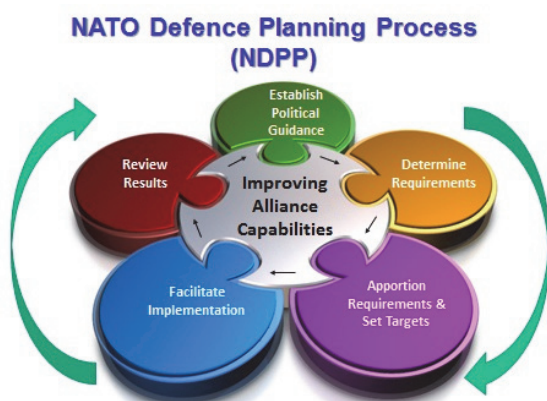 NATO Defence Planning Process
(NDPP)
Establish
Political
Guidance
Review
Results
Determine
Requirements
Improving
Alliance
Capabilities
Facilitate
Implementation
Apportion
Requirements &
Set Targets